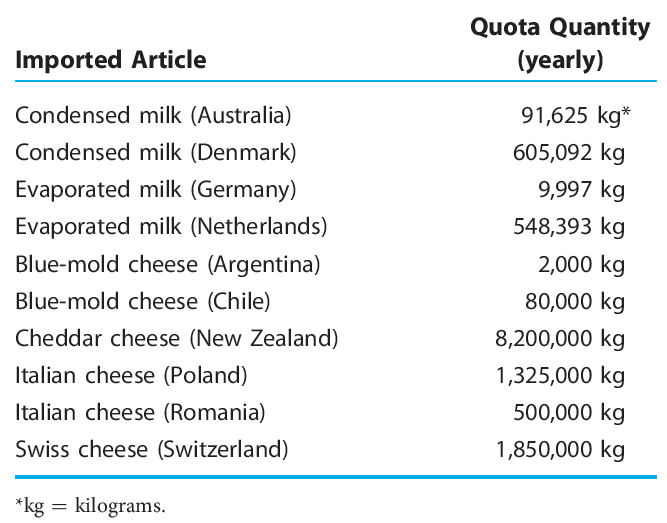 Quota Quantity
Imported Article (yearly)
Condensed milk (Australia) 91,625 kg*
Condensed milk (Denmark) 605,092 kg
Evaporated milk (Germany) 9,997 kg
Evaporated milk (Netherlands) 548,393 kg
Blue-mold cheese (Argentina) 2,000 kg
Blue-mold cheese (Chile) 80,000 kg
Cheddar cheese (New Zealand) 8,200,000 kg
Italian cheese (Poland) 1,325,000 kg
Italian cheese (Romania) 500,000 kg
Swiss cheese (Switzerland) 1,850,000 kg
*kg = kilograms.